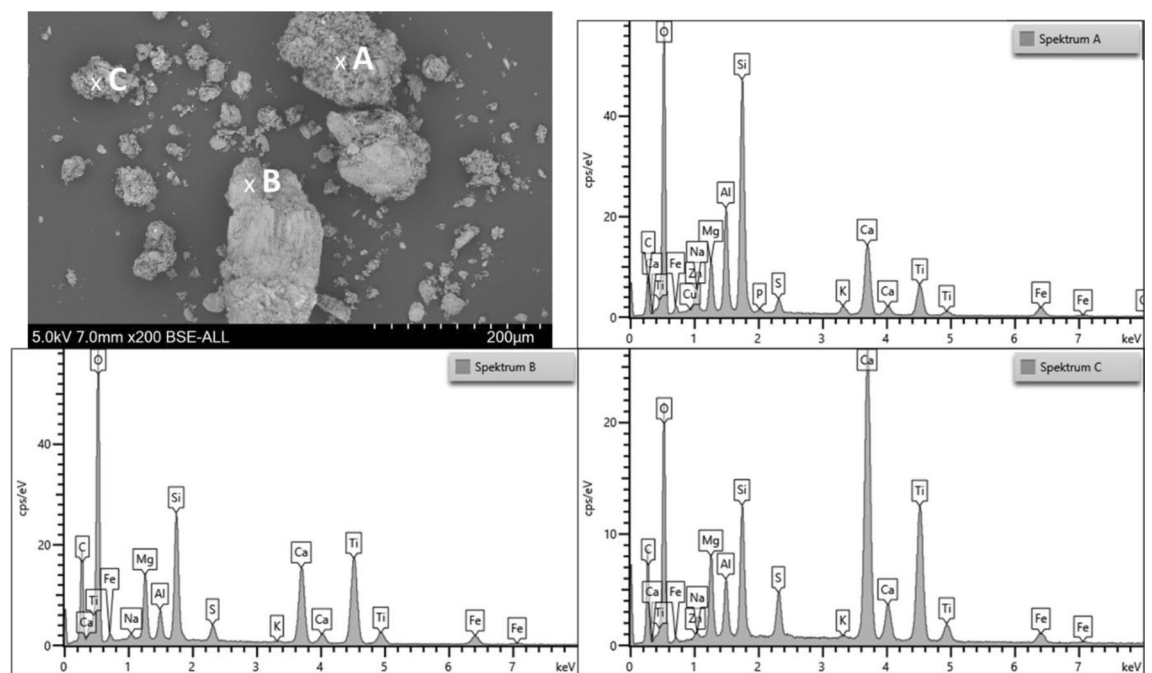 C
A
B
5.0kV 7.0mm x200 BSE-ALL 200µm
Spektrum A
cps/eV
40
20
0
O
Si
Al
Mg
C
Fe
Na
Zn
Ti
Cu
P
S
K
Ca
Ca
Ti
Ti
Fe
Fe
0 1 2 3 4 5 6 7 keV
Spektrum B
cps/eV
40
20
0
O
C
Fe
Ti
Ca
Na
Mg
Al
Si
S
K
Ca
Ca
Ti
Ti
Fe
Fe
0 1 2 3 4 5 6 7 keV
Spektrum C
cps/eV
20
10
0
O
C
Ca
Ti
Fe
Na
Zn
Mg
Al
Si
S
K
Ca
Ca
Ti
Ti
Fe
Fe
0 1 2 3 4 5 6 7 keV